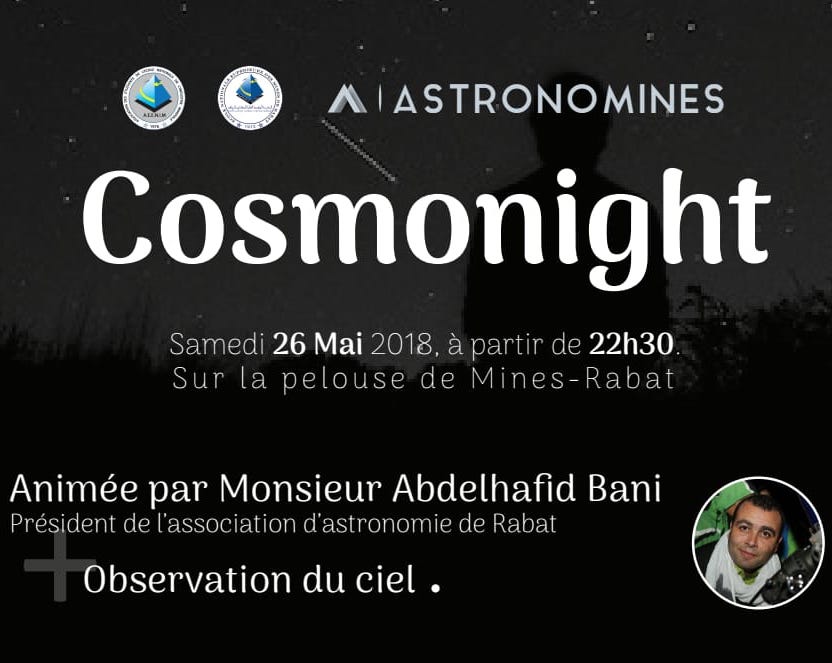 A.E.E.N.I.M
ASTRONOMINES
Cosmonight
Samedi 26 Mai 2018, à partir de 22h30.
Sur la pelouse de Mines-Rabat
Animée par Monsieur Abdelhafid Bani
Président de l'association d'astronomie de Rabat
+
Observation du ciel .